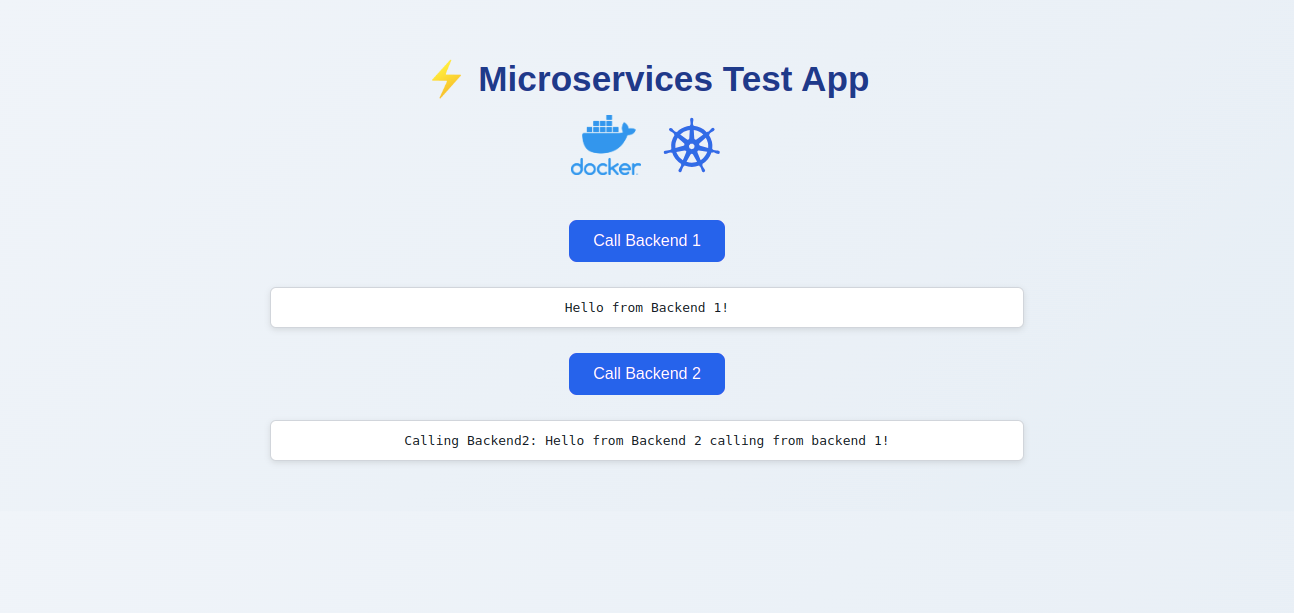 ⚡ Microservices Test App
docker
Call Backend 1
Hello from Backend 1!
Call Backend 2
Calling Backend2: Hello from Backend 2 calling from backend 1!